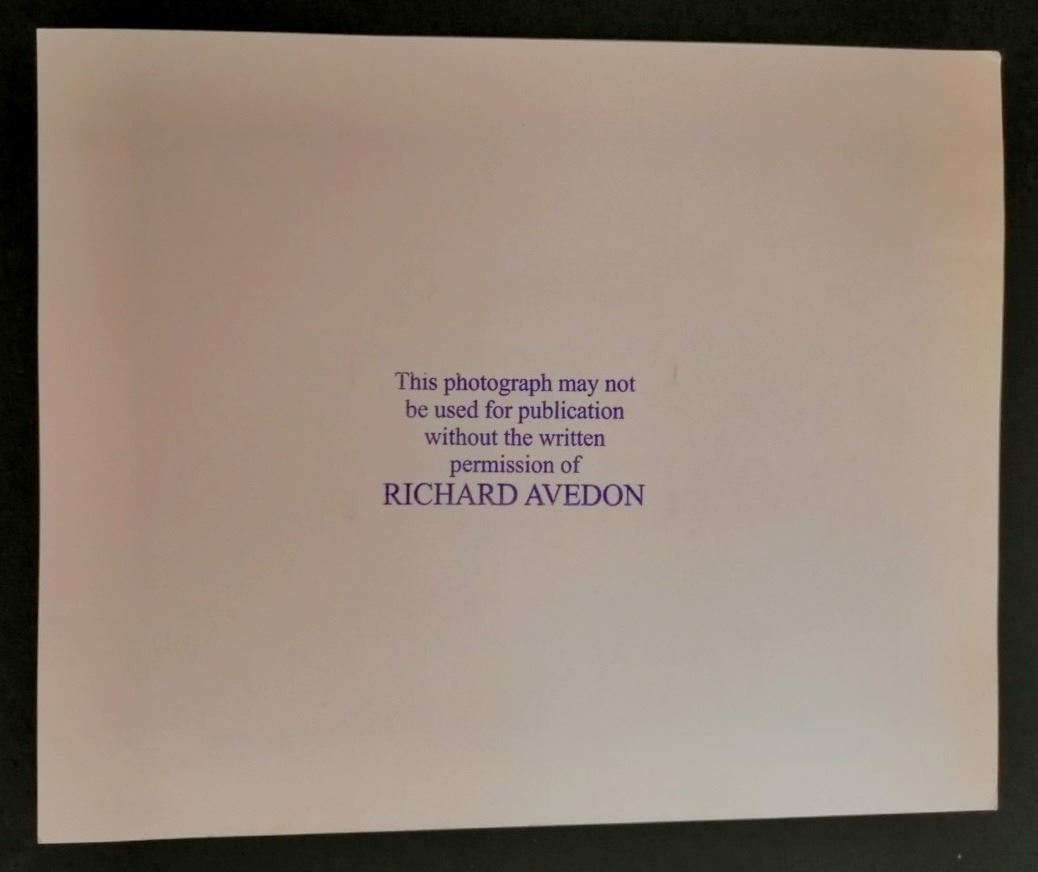 This photograph may not
be used for publication
without the written
permission of
RICHARD AVEDON